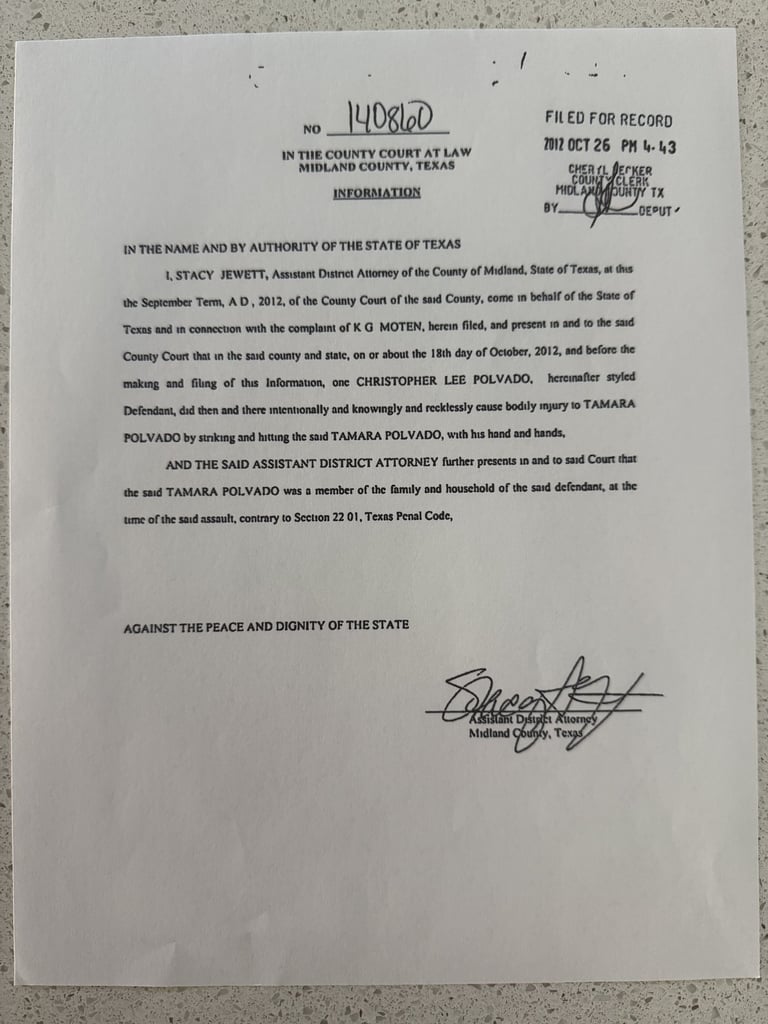 NO 140860
FILED FOR RECORD
2012 OCT 26 PM 4:43
IN THE COUNTY COURT AT LAW
MIDLAND COUNTY, TEXAS
INFORMATION
CHERYL BECKER
COUNTY CLERK
MIDLAND COUNTY TX
BY DEPUTY
IN THE NAME AND BY AUTHORITY OF THE STATE OF TEXAS
I, STACY JEWETT, Assistant District Attorney of the County of Midland, State of Texas, at this
the September Term, A D , 2012, of the County Court of the said County, come in behalf of the State of
Texas and in connection with the complaint of K G MOTEN, herein filed, and present in and to the said
County Court that in the said county and state, on or about the 18th day of October, 2012, and before the
making and filing of this Information, one CHRISTOPHER LEE POLVADO, hereinafter styled
Defendant, did then and there intentionally and knowingly and recklessly cause bodily injury to TAMARA
POLVADO by striking and hitting the said TAMARA POLVADO, with his hand and hands,
AND THE SAID ASSISTANT DISTRICT ATTORNEY further presents in and to said Court that
the said TAMARA POLVADO was a member of the family and household of the said defendant, at the
time of the said assault, contrary to Section 22 01, Texas Penal Code,
AGAINST THE PEACE AND DIGNITY OF THE STATE
Assistant District Attorney
Midland County, Texas